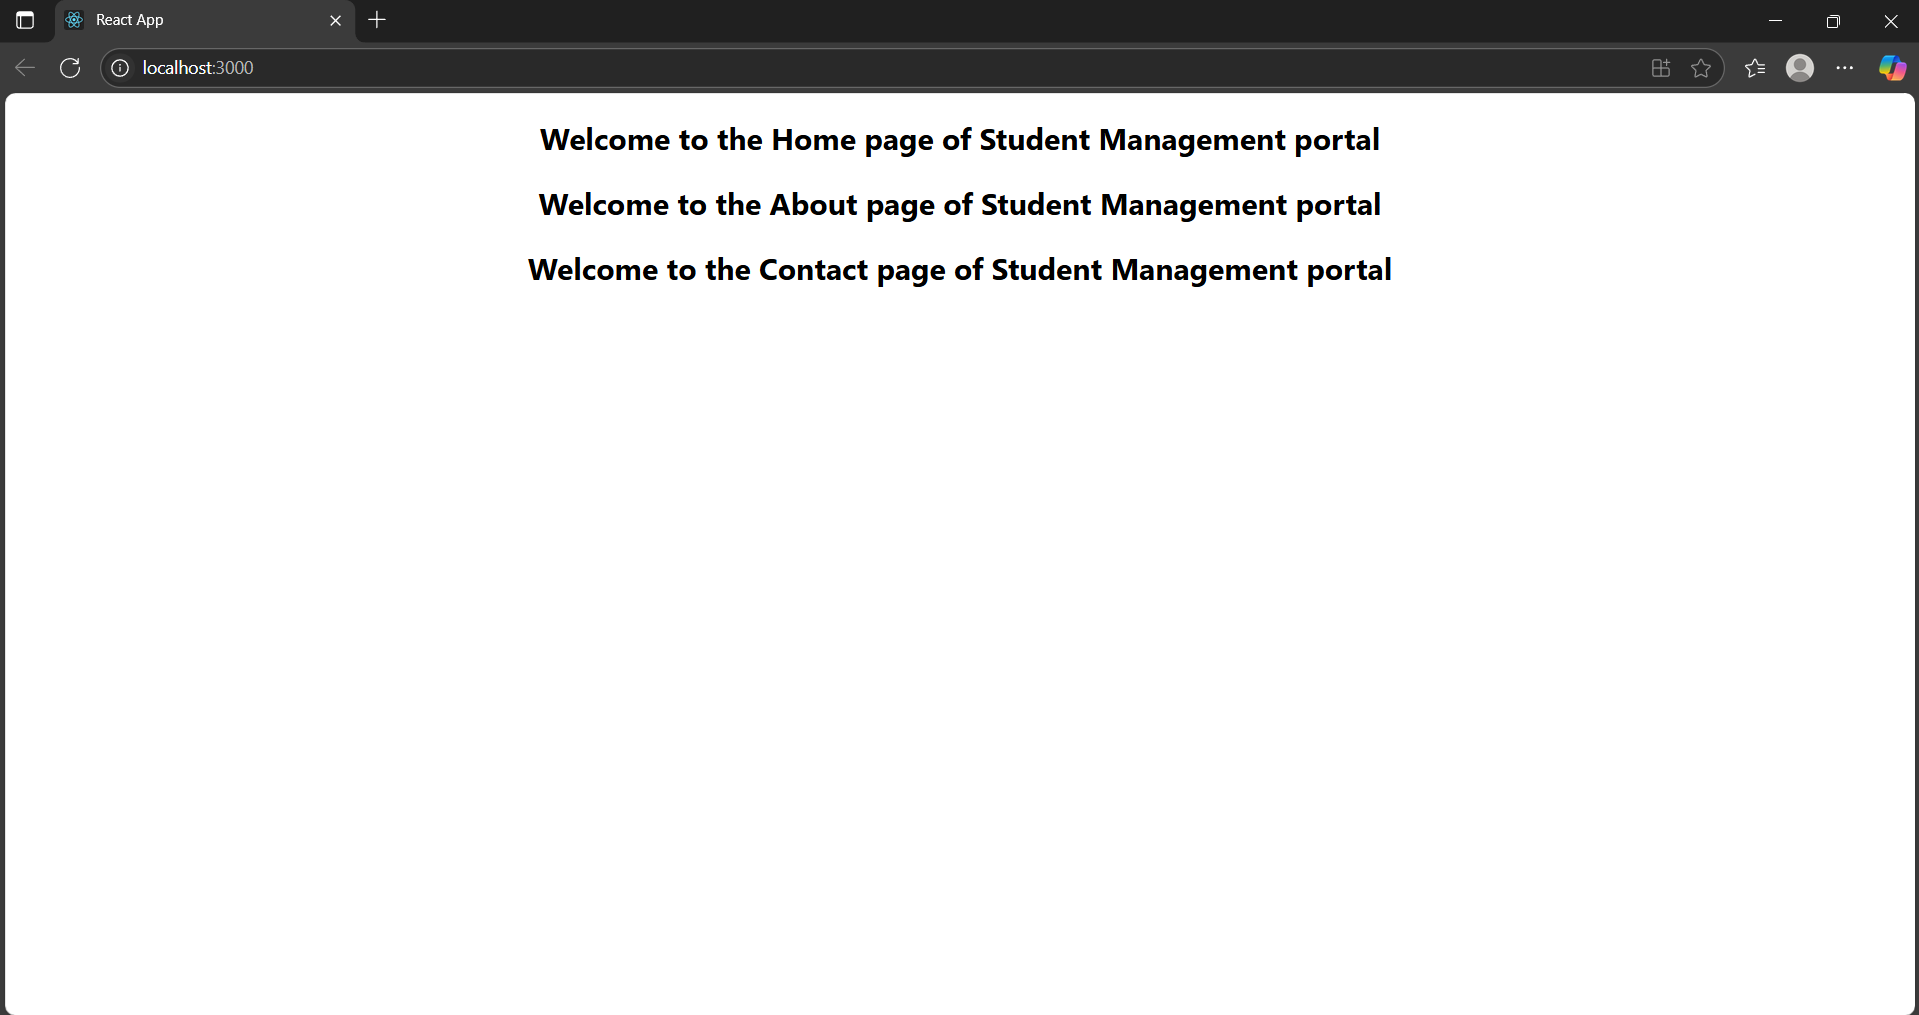 React App
localhost:3000
Welcome to the Home page of Student Management portal
Welcome to the About page of Student Management portal
Welcome to the Contact page of Student Management portal